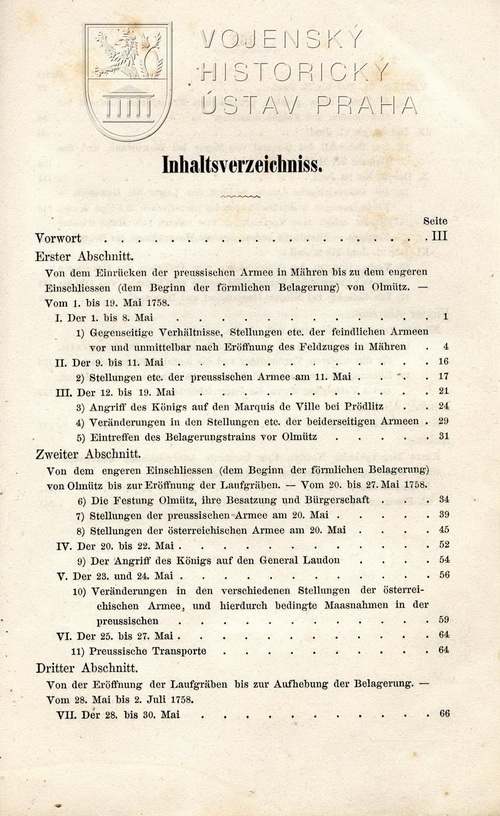 VOJENSKÝ
HISTORICKÝ
ÚSTAV PRAHA
Inhaltsverzeichniss.
Seite
Vorwort . . . . . . . . . . . . . . . III
Erster Abschnitt.
Von dem Einrücken der preussischen Armee in Mähren bis zu dem engeren
Einschliessen (dem Beginn der förmlichen Belagerung) von Olmütz. —
Vom 1. bis 19. Mai 1758.
I. Der 1. bis 8. Mai . . . . . . . . . . . 1
1) Gegenseitige Verhältnisse, Stellungen etc. der feindlichen Armeen
vor und unmittelbar nach Eröffnung des Feldzuges in Mähren . 4
II. Der 9. bis 11. Mai . . . . . . . . . . 16
2) Stellungen etc. der preussischen Armee am 11. Mai . . . . 17
III. Der 12. bis 19. Mai . . . . . . . . . . 21
3) Angriff des Königs auf den Marquis de Ville bei Prödlitz . . 24
4) Veränderungen in den Stellungen etc. der beiderseitigen Armeen . 29
5) Eintreffen des Belagerungstrains vor Olmütz . . . . . 31
Zweiter Abschnitt.
Von dem engeren Einschliessen (dem Beginn der förmlichen Belagerung)
von Olmütz bis zur Eröffnung der Laufgräben. — Vom 20. bis 27. Mai 1758.
6) Die Festung Olmütz, ihre Besatzung und Bürgerschaft . . . 34
7) Stellungen der preussischen Armee am 20. Mai . . . . . 39
8) Stellungen der österreichischen Armee am 20. Mai . . . . 45
IV. Der 20. bis 22. Mai . . . . . . . . . . 52
9) Der Angriff des Königs auf den General Laudon . . . . 54
V. Der 23. und 24. Mai . . . . . . . . . . 56
10) Veränderungen in den verschiedenen Stellungen der österrei-
chischen Armee, und hierdurch bedingte Maasnahmen in der
preussischen . . . . . . . . . . 59
VI. Der 25. bis 27. Mai . . . . . . . . . . 64
11) Preussische Transporte . . . . . . . . 64
Dritter Abschnitt.
Von der Eröffnung der Laufgräben bis zur Aufhebung der Belagerung. —
Vom 28. Mai bis 2. Juli 1758.
VII. Der 28. bis 30. Mai . . . . . . . . . 66